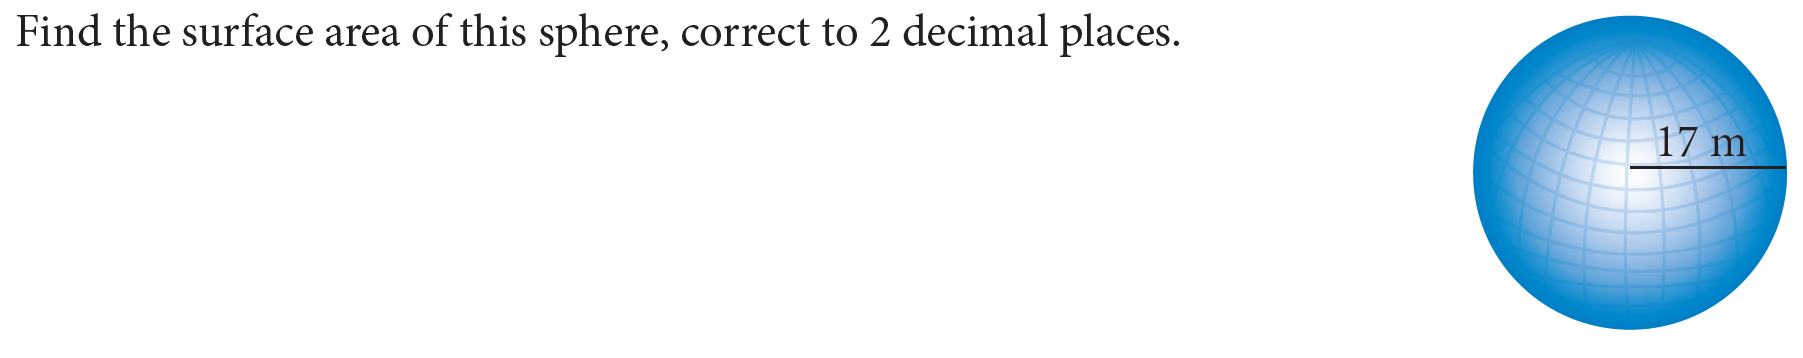 Find the surface area of this sphere, correct to 2 decimal places.
17 m